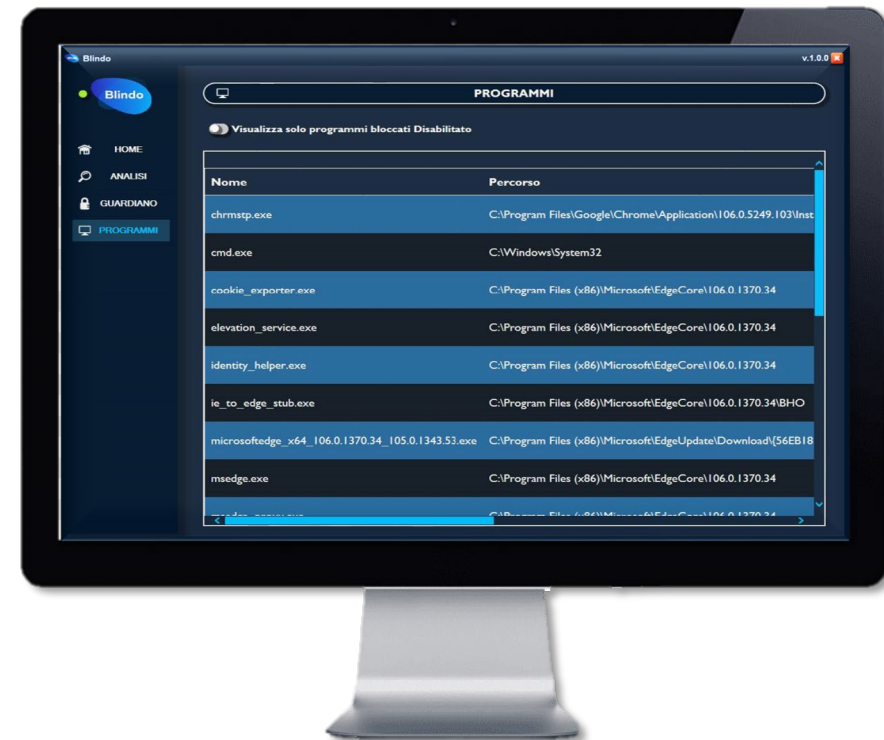 Blindo
v.1.0.0
Blindo
PROGRAMMI
Visualizza solo programmi bloccati Disabilitato
HOME
ANALISI
GUARDIANO
PROGRAMMI
Nome Percorso
chrmstp.exe C:\Program Files\Google\Chrome\Application\106.0.5249.103\Inst
cmd.exe C:\Windows\System32
cookie_exporter.exe C:\Program Files (x86)\Microsoft\EdgeCore\106.0.1370.34
elevation_service.exe C:\Program Files (x86)\Microsoft\EdgeCore\106.0.1370.34
identity_helper.exe C:\Program Files (x86)\Microsoft\EdgeCore\106.0.1370.34
ie_to_edge_stub.exe C:\Program Files (x86)\Microsoft\EdgeCore\106.0.1370.34\BHO
microsoftedge_x64_106.0.1370.34_105.0.1343.53.exe C:\Program Files (x86)\Microsoft\EdgeUpdate\Download\{56EB18
msedge.exe C:\Program Files (x86)\Microsoft\EdgeCore\106.0.1370.34